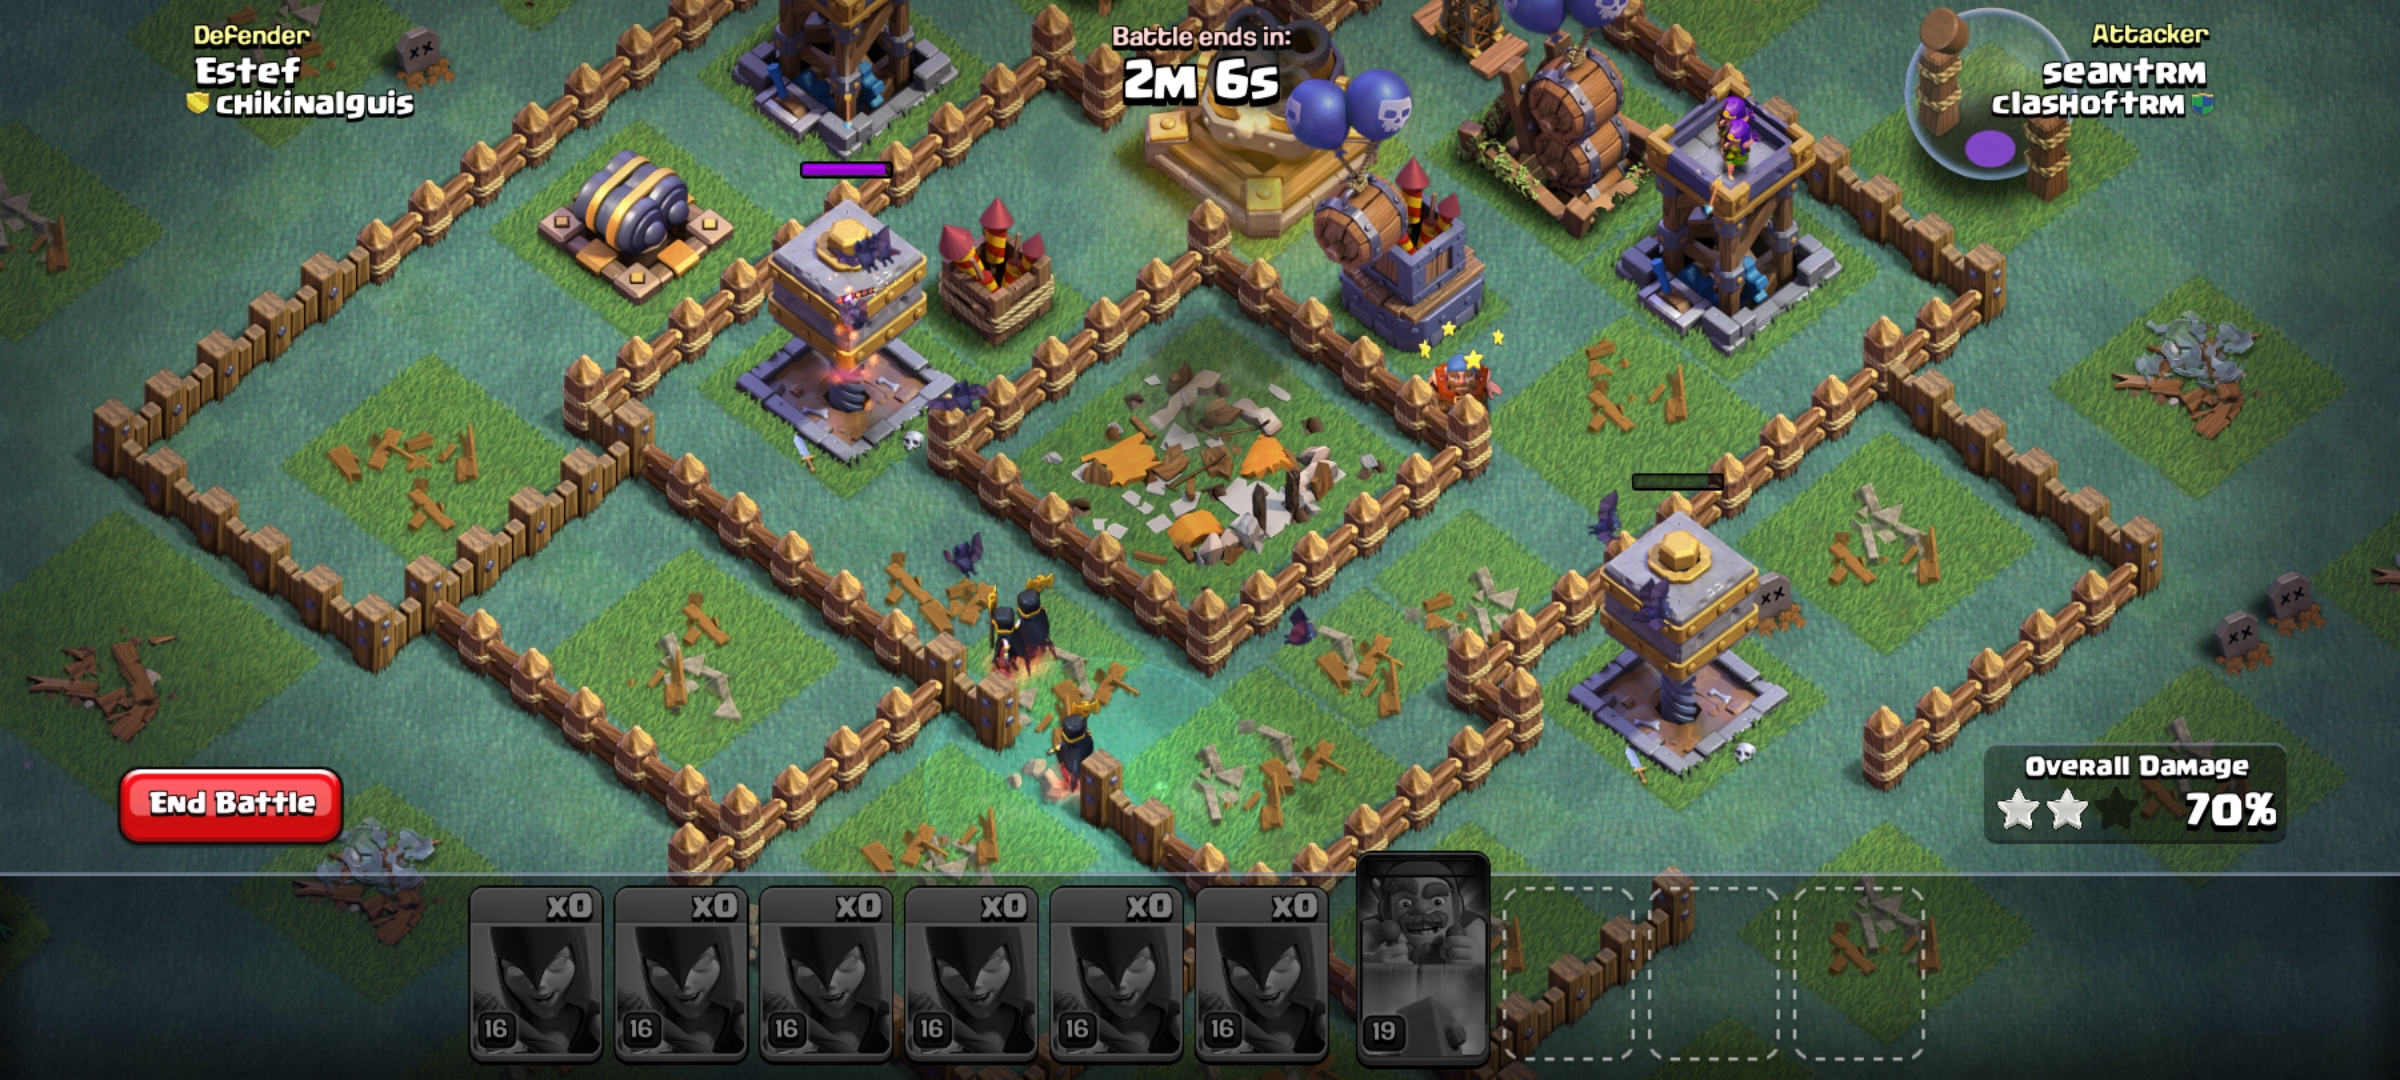 Defender
Estef
chikinalguis
Battle ends in:
2M 6s
Attacker
seantRM
clashoftRM
End Battle
Overall Damage
70%
x0 x0 x0 x0 x0 x0
16 16 16 16 16 16 19